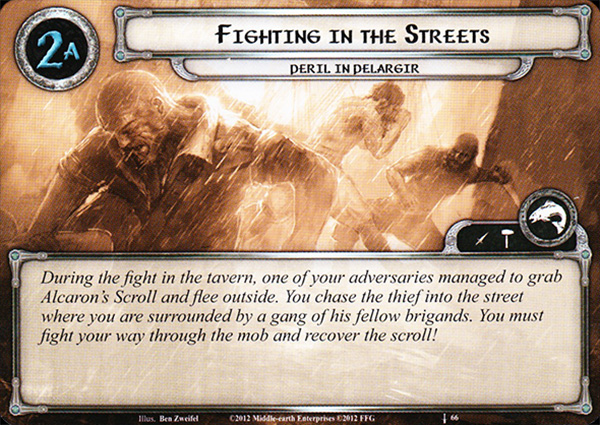 2A
Fighting in the Streets
Peril in Pelargir
During the fight in the tavern, one of your adversaries managed to grab
Alcaron's Scroll and flee outside. You chase the thief into the street
where you are surrounded by a gang of his fellow brigands. You must
fight your way through the mob and recover the scroll!
Illus. Ben Zweifel ©2012 Middle-earth Enterprises ©2012 FFG 66